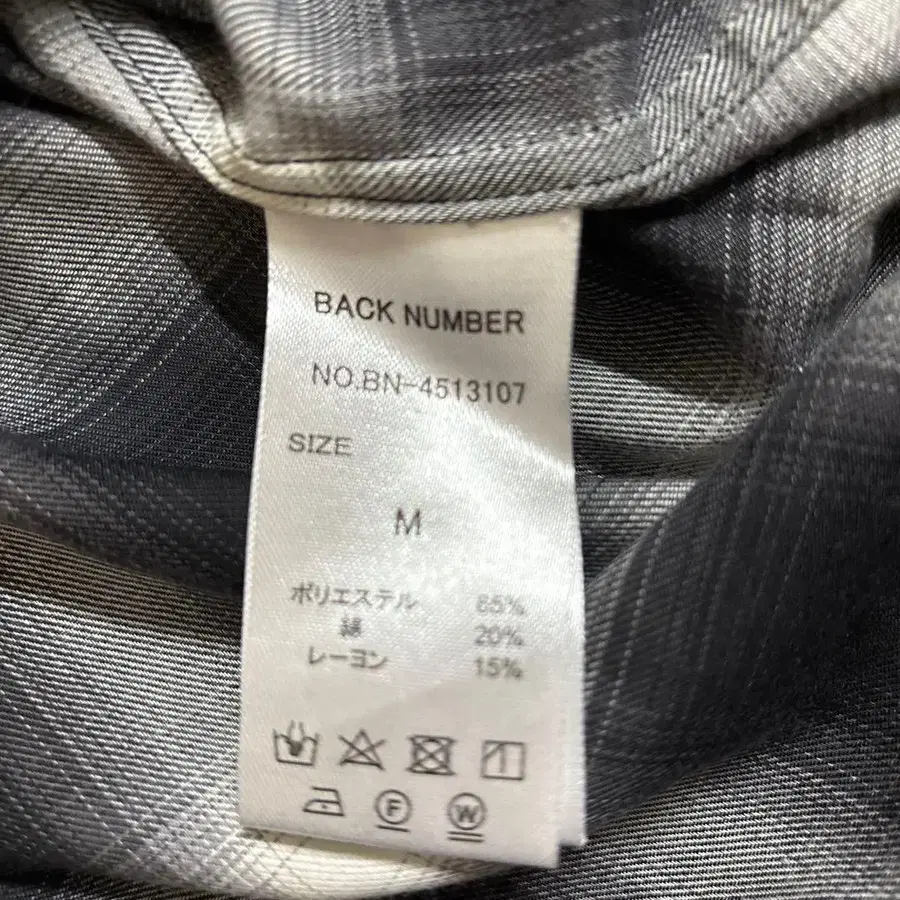 BACK NUMBER
NO.BN-4513107
SIZE
M
ポリエステル 65%
綿 20%
レーヨン 15%
F W